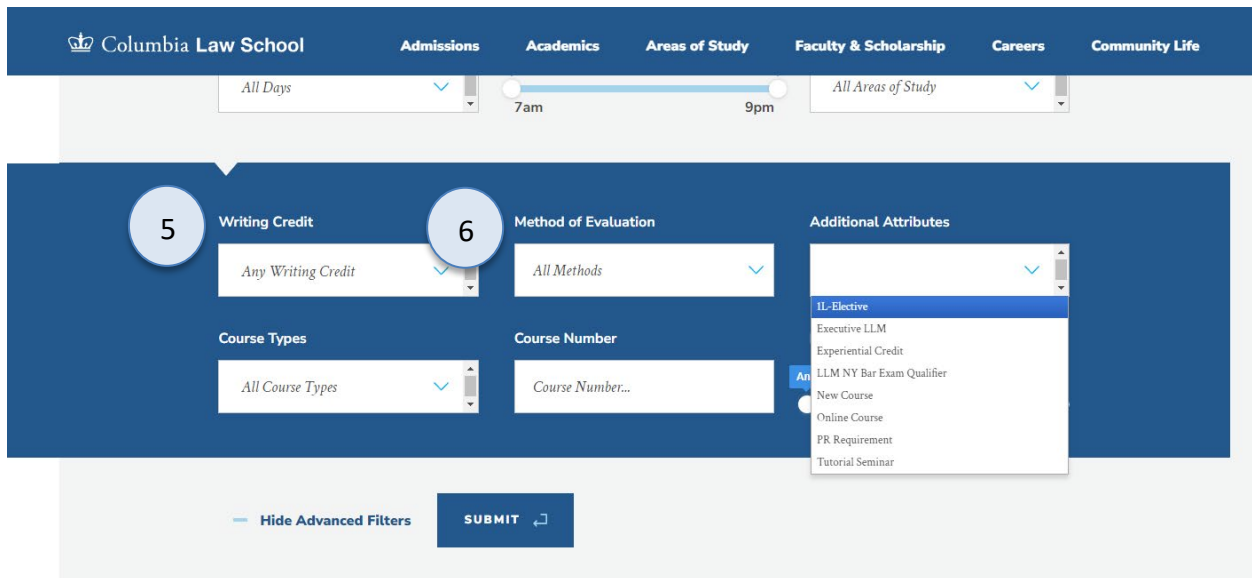 Columbia Law School
Admissions
Academics
Areas of Study
Faculty & Scholarship
Careers
Community Life
All Days
7am
9pm
All Areas of Study
5
Writing Credit
6
Method of Evaluation
Additional Attributes
Any Writing Credit
All Methods
1L-Elective
Executive LLM
Experiential Credit
LLM NY Bar Exam Qualifier
New Course
Online Course
PR Requirement
Tutorial Seminar
Course Types
Course Number
All Course Types
Course Number...
Hide Advanced Filters
SUBMIT